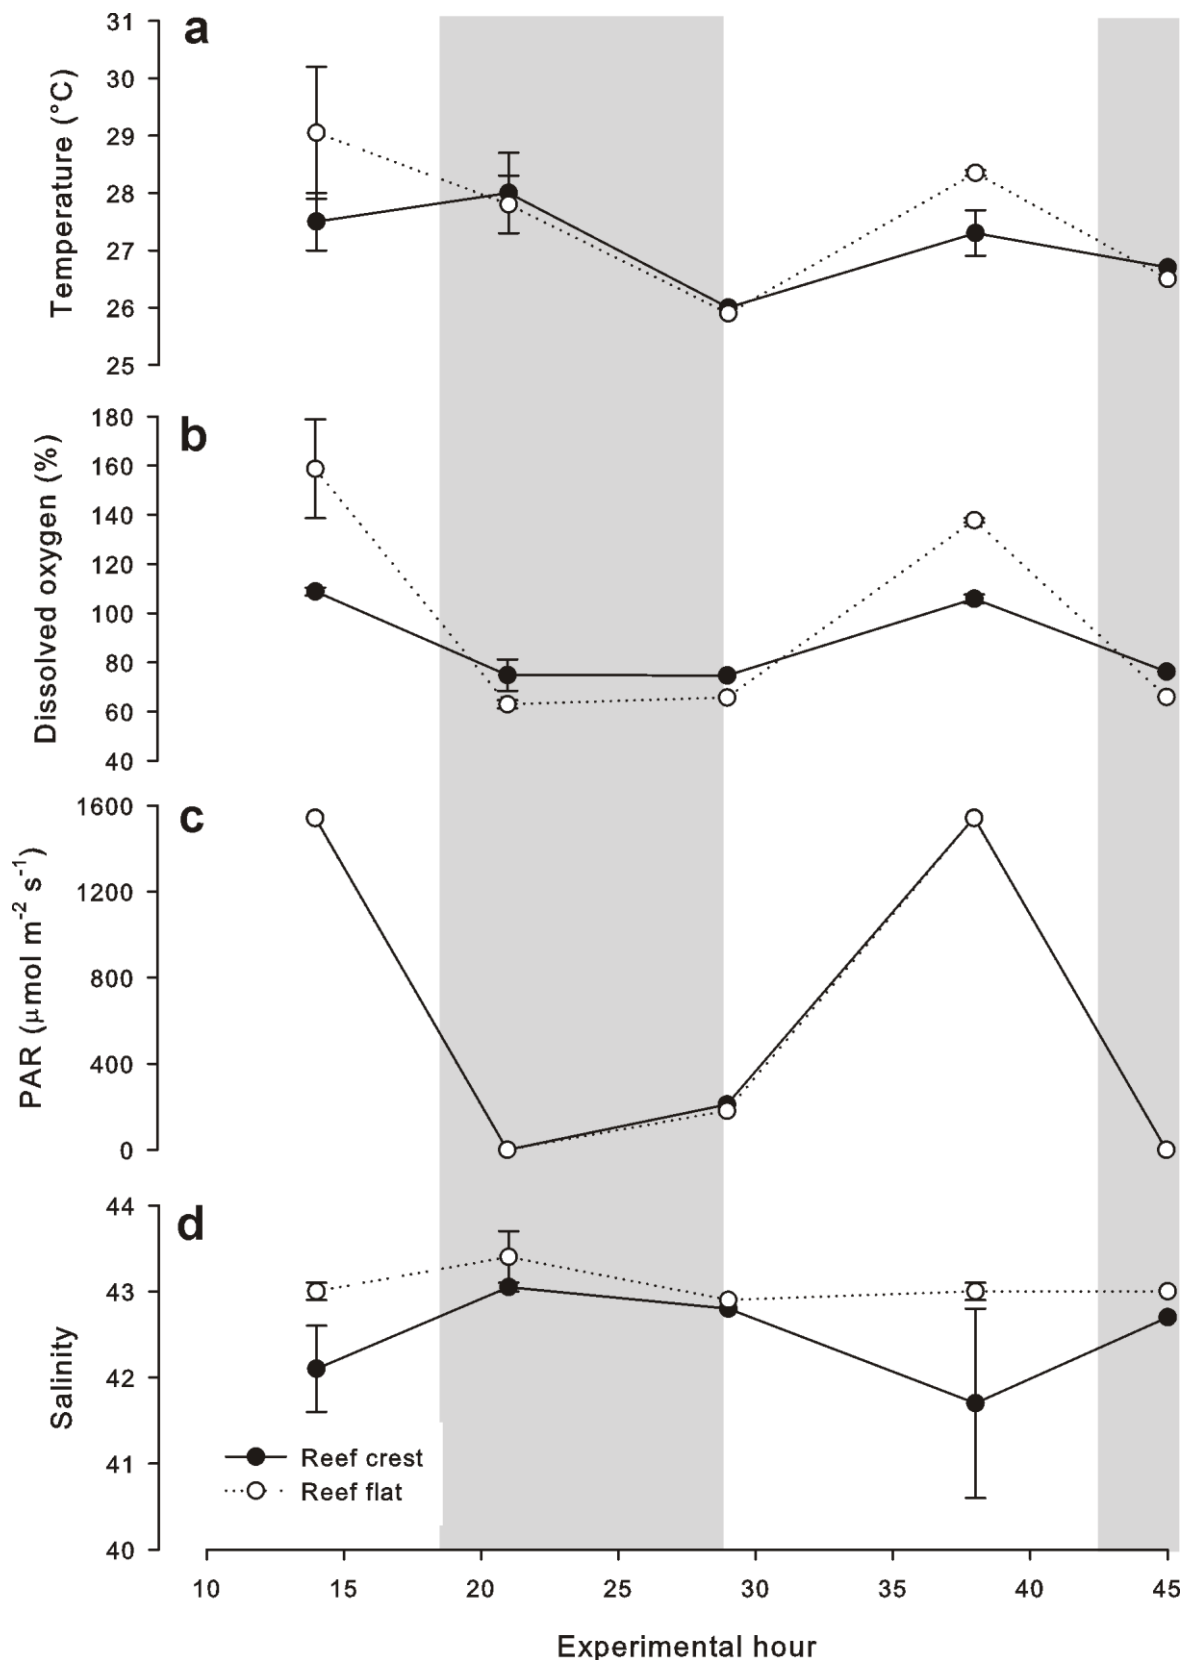 a
Temperature (°C)
31
30
29
28
27
26
25
b
Dissolved oxygen (%)
180
160
140
120
100
80
60
40
c
PAR (μmol m⁻² s⁻¹)
1600
1200
800
400
0
d
Salinity
44
43
42
41
40
Reef crest
Reef flat
10 15 20 25 30 35 40 45
Experimental hour